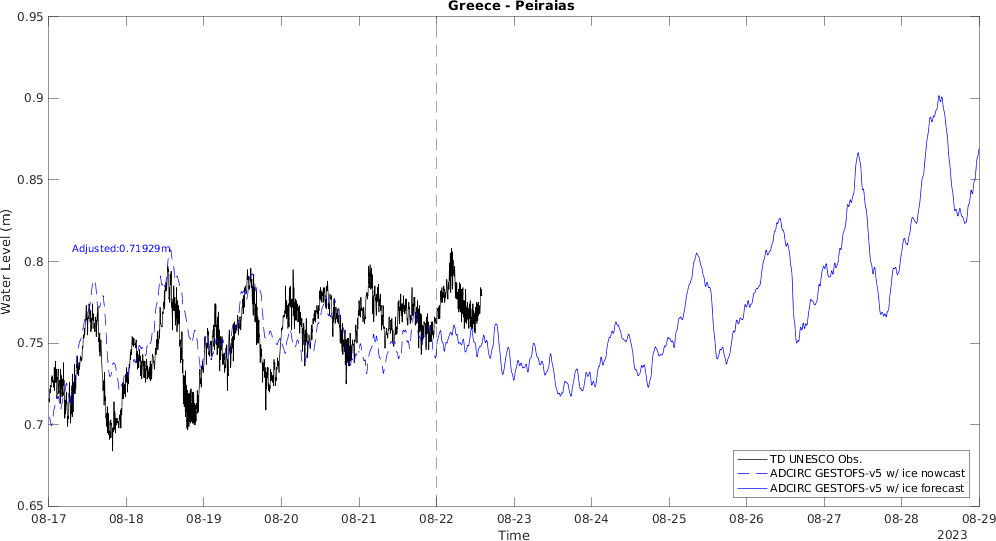 Greece - Peiraias
0.95
0.9
0.85
0.8
0.75
0.7
0.65
Water Level (m)
Adjusted:0.71929m
TD UNESCO Obs.
ADCIRC GESTOFS-v5 w/ ice nowcast
ADCIRC GESTOFS-v5 w/ ice forecast
08-17 08-18 08-19 08-20 08-21 08-22 08-23 08-24 08-25 08-26 08-27 08-28 08-29
Time
2023